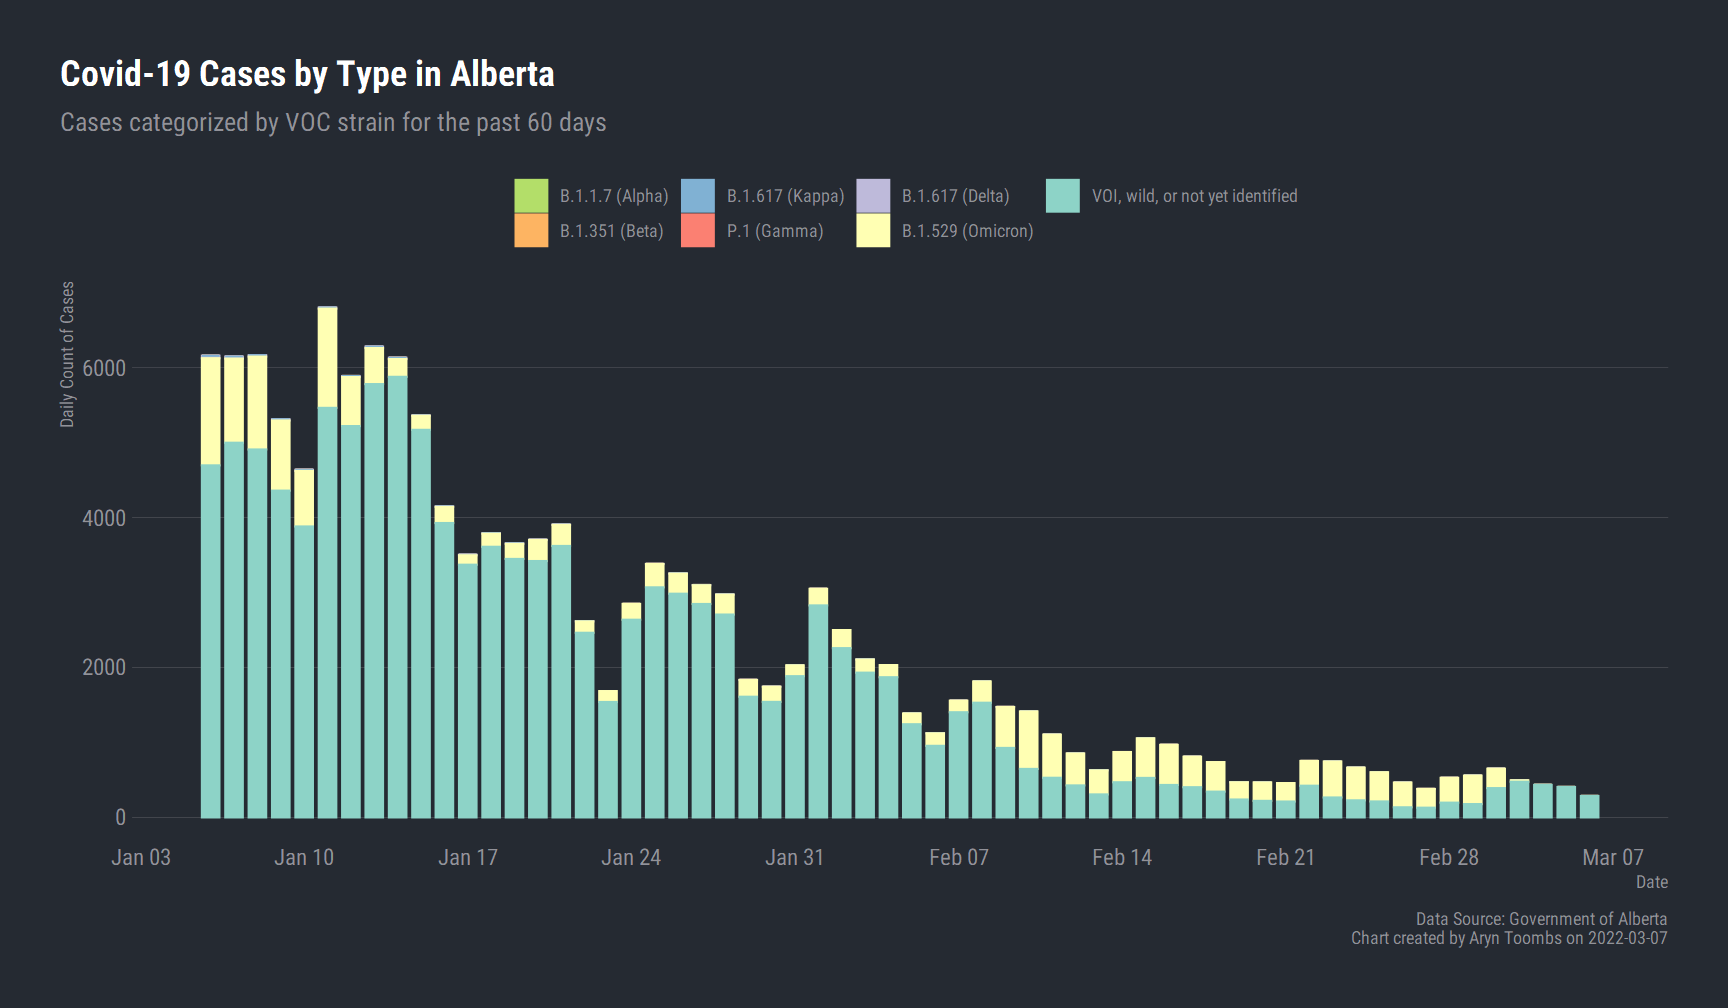 Covid-19 Cases by Type in Alberta
Cases categorized by VOC strain for the past 60 days
B.1.1.7 (Alpha)
B.1.617 (Kappa)
B.1.617 (Delta)
VOI, wild, or not yet identified
B.1.351 (Beta)
P.1 (Gamma)
B.1.529 (Omicron)
Daily Count of Cases
6000
4000
2000
0
Jan 03
Jan 10
Jan 17
Jan 24
Jan 31
Feb 07
Feb 14
Feb 21
Feb 28
Mar 07
Date
Data Source: Government of Alberta
Chart created by Aryn Toombs on 2022-03-07